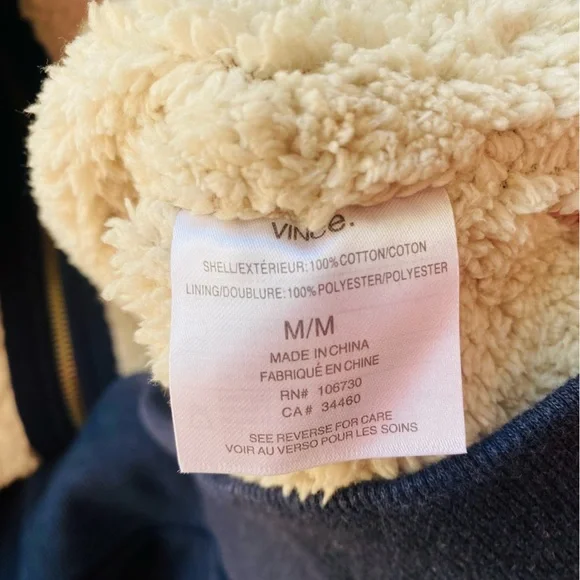 VINCE.
SHELL/EXTÉRIEUR: 100% COTTON/COTON
LINING/DOUBLURE: 100% POLYESTER/POLYESTER
M/M
MADE IN CHINA
FABRIQUÉ EN CHINE
RN# 106730
CA# 34460
SEE REVERSE FOR CARE
VOIR AU VERSO POUR LES SOINS